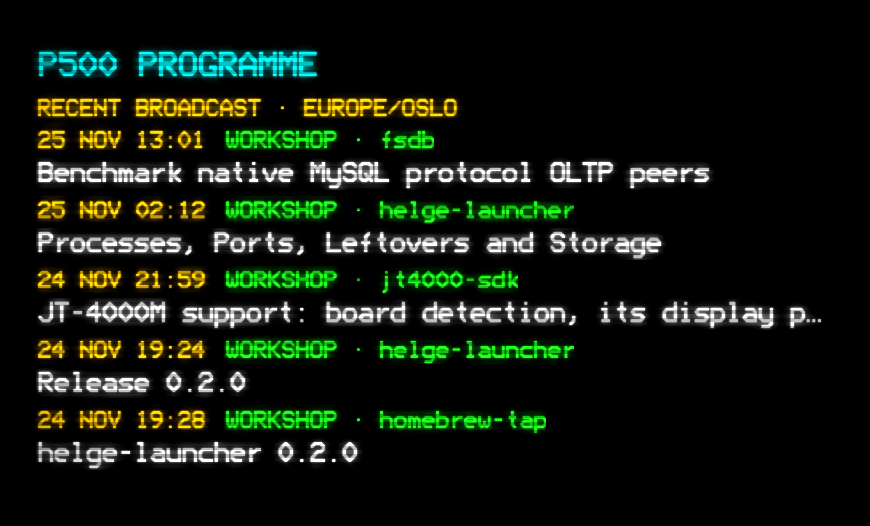 P500 PROGRAMME
RECENT BROADCAST · EUROPE/OSLO
25 NOV 13:01 WORKSHOP · fsdb
Benchmark native MySQL protocol OLTP peers
25 NOV 02:12 WORKSHOP · helge-launcher
Processes, Ports, Leftovers and Storage
24 NOV 21:59 WORKSHOP · jt4000-sdk
JT-4000M support: board detection, its display p…
24 NOV 19:24 WORKSHOP · helge-launcher
Release 0.2.0
24 NOV 19:28 WORKSHOP · homebrew-tap
helge-launcher 0.2.0